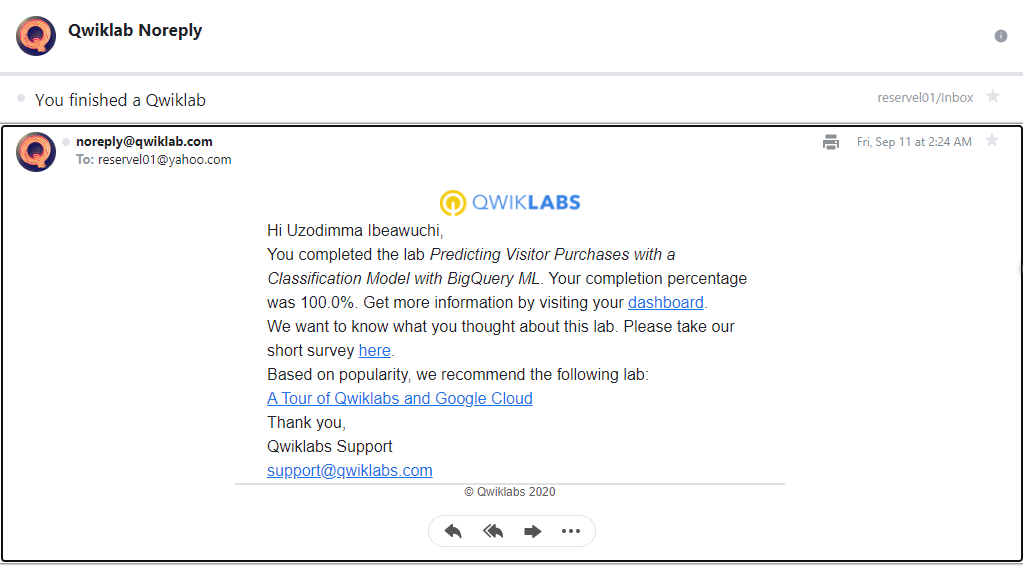 Qwiklab Noreply
You finished a Qwiklab
reservel01/Inbox
noreply@qwiklab.com
Fri, Sep 11 at 2:24 AM
To: reservel01@yahoo.com
QWIKLABS
Hi Uzodimma Ibeawuchi,
You completed the lab Predicting Visitor Purchases with a
Classification Model with BigQuery ML. Your completion percentage
was 100.0%. Get more information by visiting your dashboard.
We want to know what you thought about this lab. Please take our
short survey here.
Based on popularity, we recommend the following lab:
A Tour of Qwiklabs and Google Cloud
Thank you,
Qwiklabs Support
support@qwiklabs.com
© Qwiklabs 2020